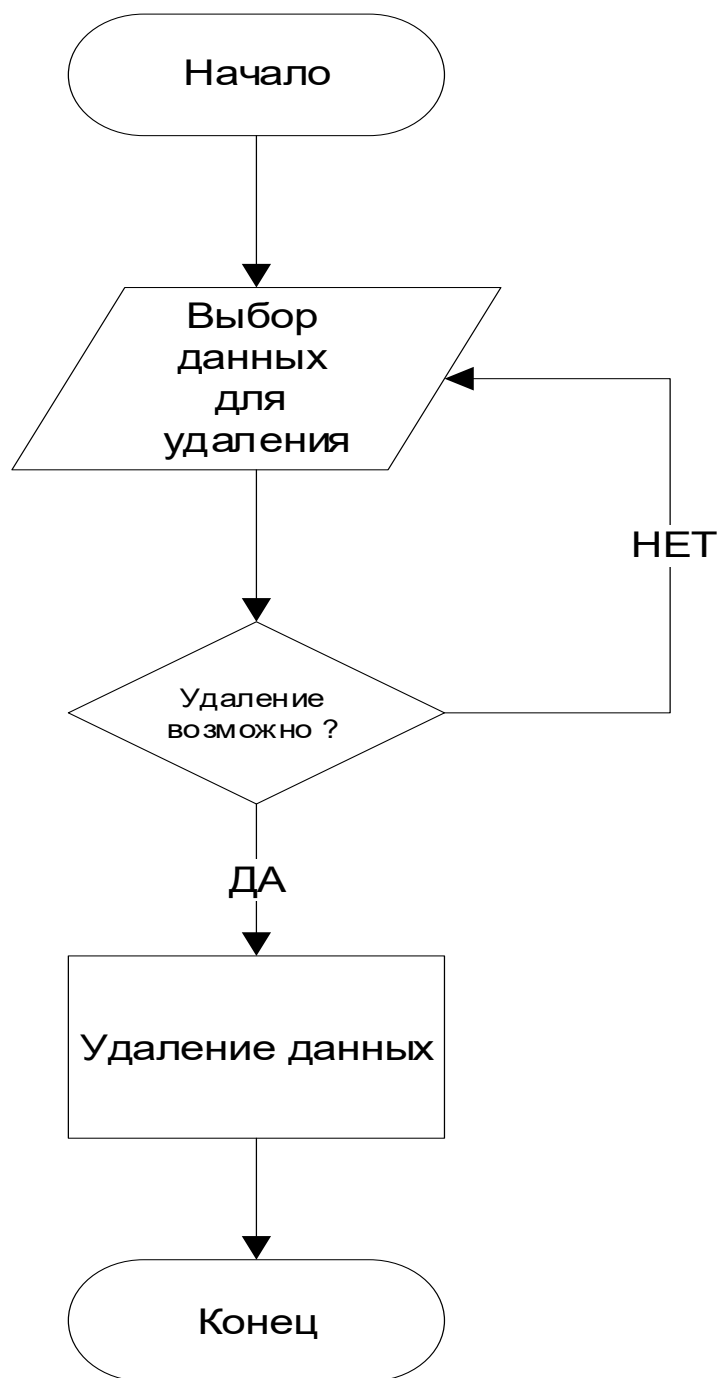 Начало
Выбор
данных
для
удаления
НЕТ
Удаление
возможно ?
ДА
Удаление данных
Конец